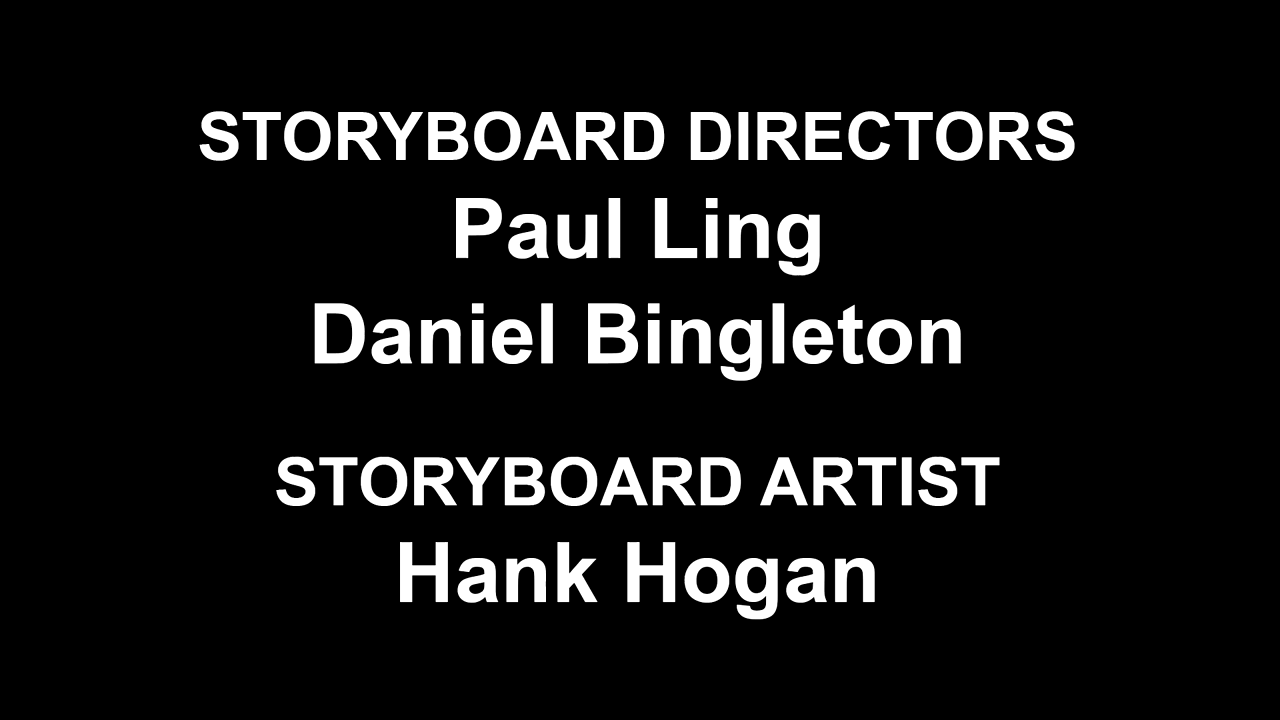 STORYBOARD DIRECTORS
Paul Ling
Daniel Bingleton
STORYBOARD ARTIST
Hank Hogan